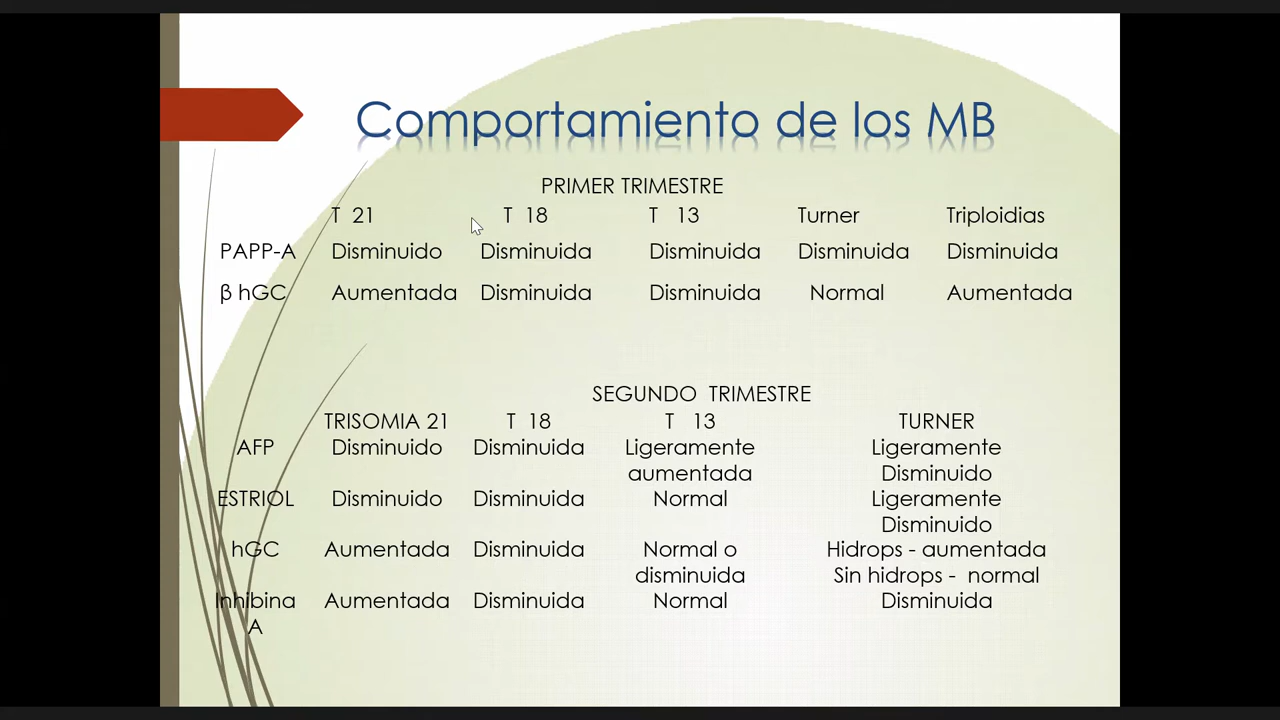 Comportamiento de los MB
PRIMER TRIMESTRE
T 21 T 18 T 13 Turner Triploidias
PAPP-A Disminuido Disminuida Disminuida Disminuida Disminuida
β hGC Aumentada Disminuida Disminuida Normal Aumentada
SEGUNDO TRIMESTRE
TRISOMIA 21 T 18 T 13 TURNER
AFP Disminuido Disminuida Ligeramente Ligeramente
aumentada Disminuido
ESTRIOL Disminuido Disminuida Normal Ligeramente
Disminuido
hGC Aumentada Disminuida Normal o Hidrops - aumentada
disminuida Sin hidrops - normal
Inhibina Aumentada Disminuida Normal Disminuida
A